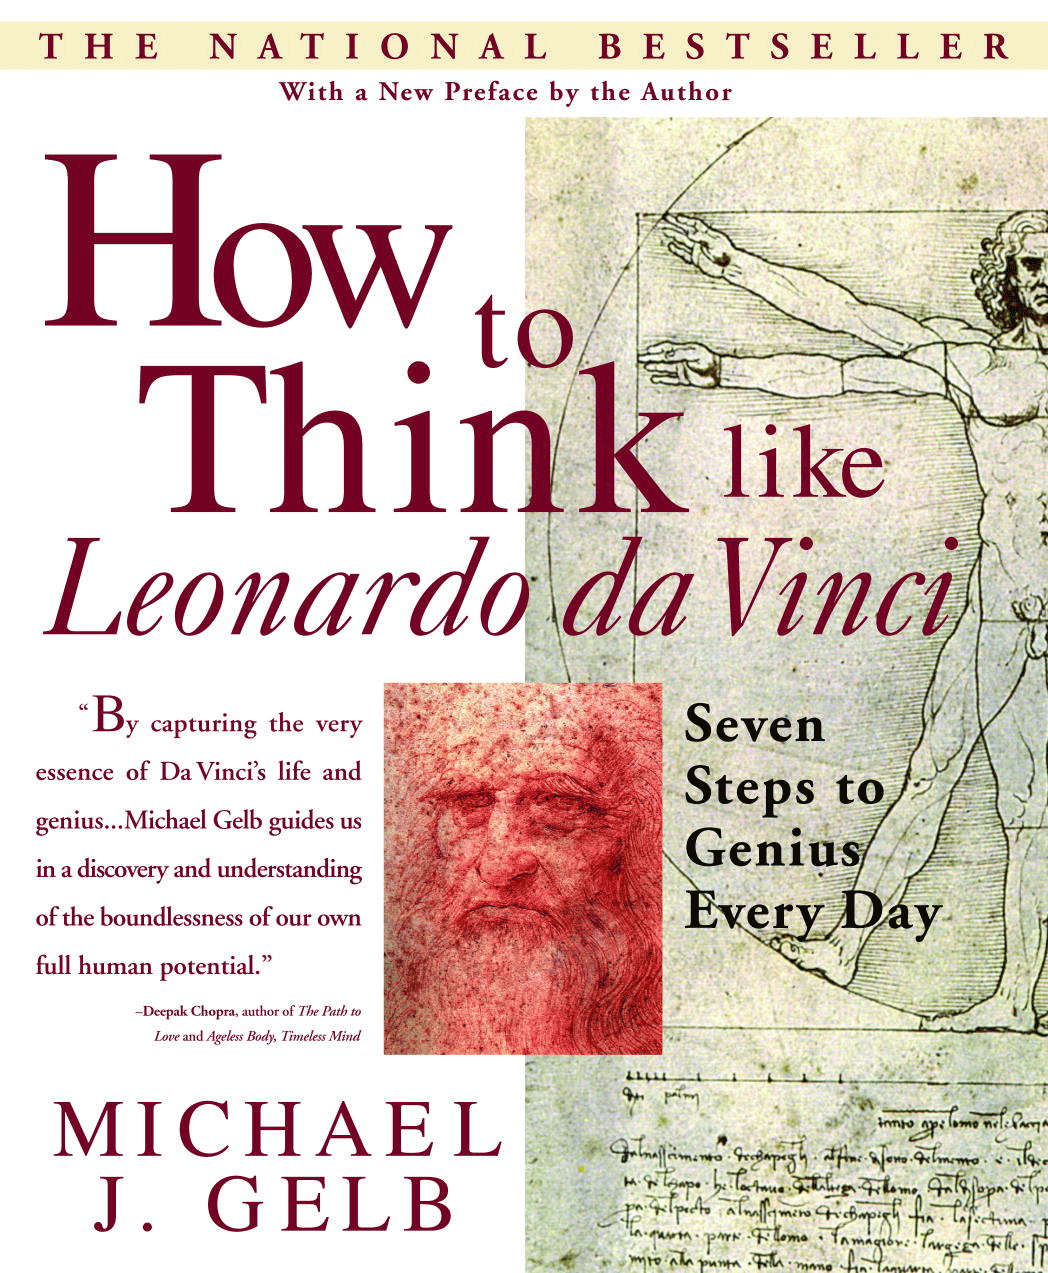 THE NATIONAL BESTSELLER
With a New Preface by the Author
How
to
Think like
Leonardo da Vinci
“By capturing the very
essence of Da Vinci’s life and
genius...Michael Gelb guides us
in a discovery and understanding
of the boundlessness of our own
full human potential.”
–Deepak Chopra, author of The Path to
Love and Ageless Body, Timeless Mind
Seven
Steps to
Genius
Every Day
MICHAEL
J. GELB
palmi